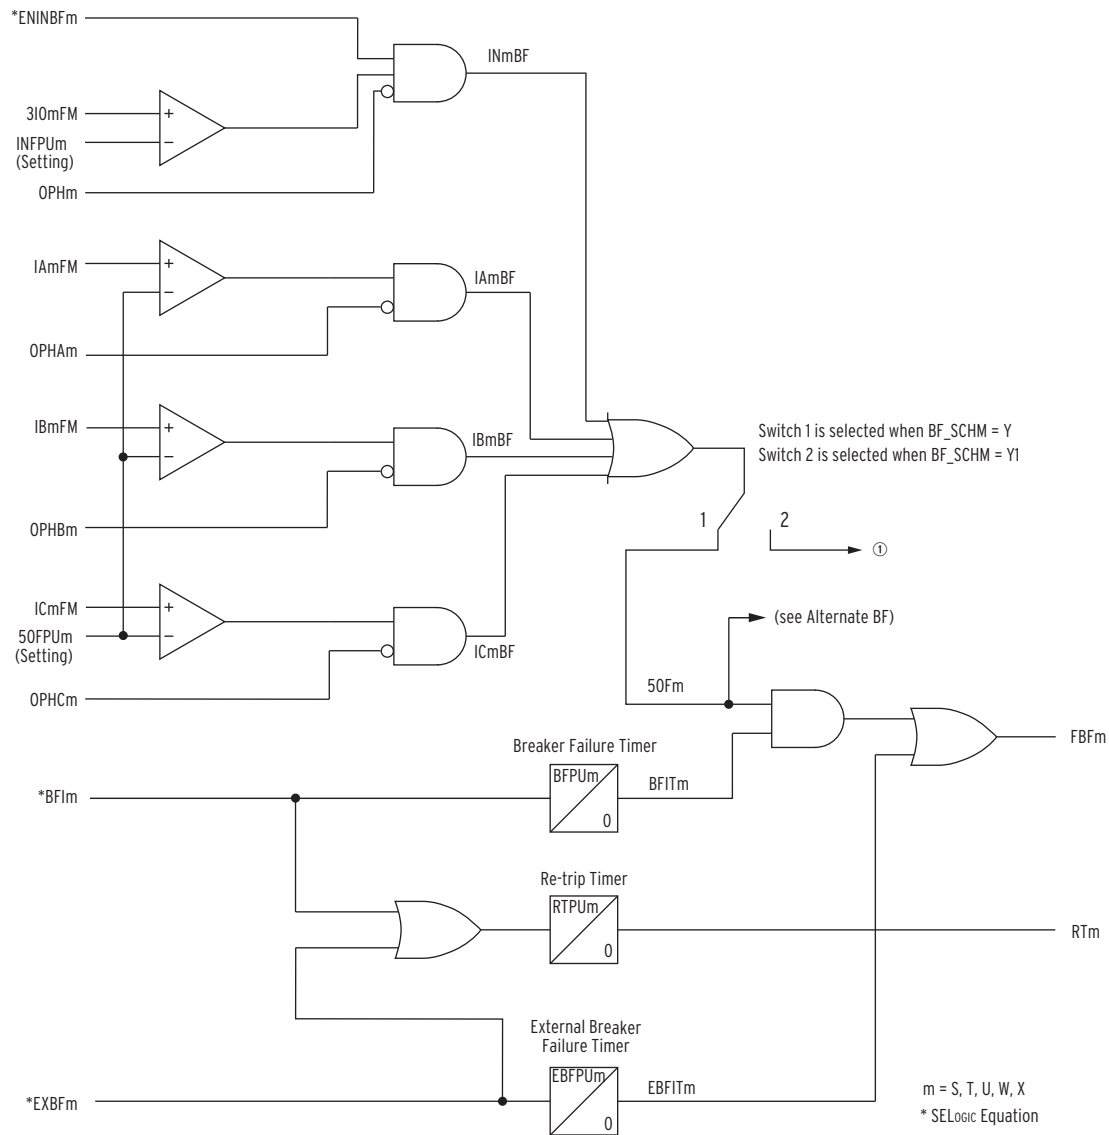 *ENINBFm
INmBF
3I0mFM
+
INFPUm
−
(Setting)
OPHm
IAmFM
+
−
IAmBF
OPHAm
IBmFM
+
−
IBmBF
Switch 1 is selected when BF_SCHM = Y
Switch 2 is selected when BF_SCHM = Y1
OPHBm
1
2
①
ICmFM
+
50FPUm
−
(Setting)
ICmBF
(see Alternate BF)
OPHCm
50Fm
FBFm
Breaker Failure Timer
BFPUm
0
BFITm
*BFIm
Re-trip Timer
RTPUm
0
RTm
External Breaker
Failure Timer
EBFPUm
0
EBFITm
*EXBFm
m = S, T, U, W, X
* SELOGIC Equation